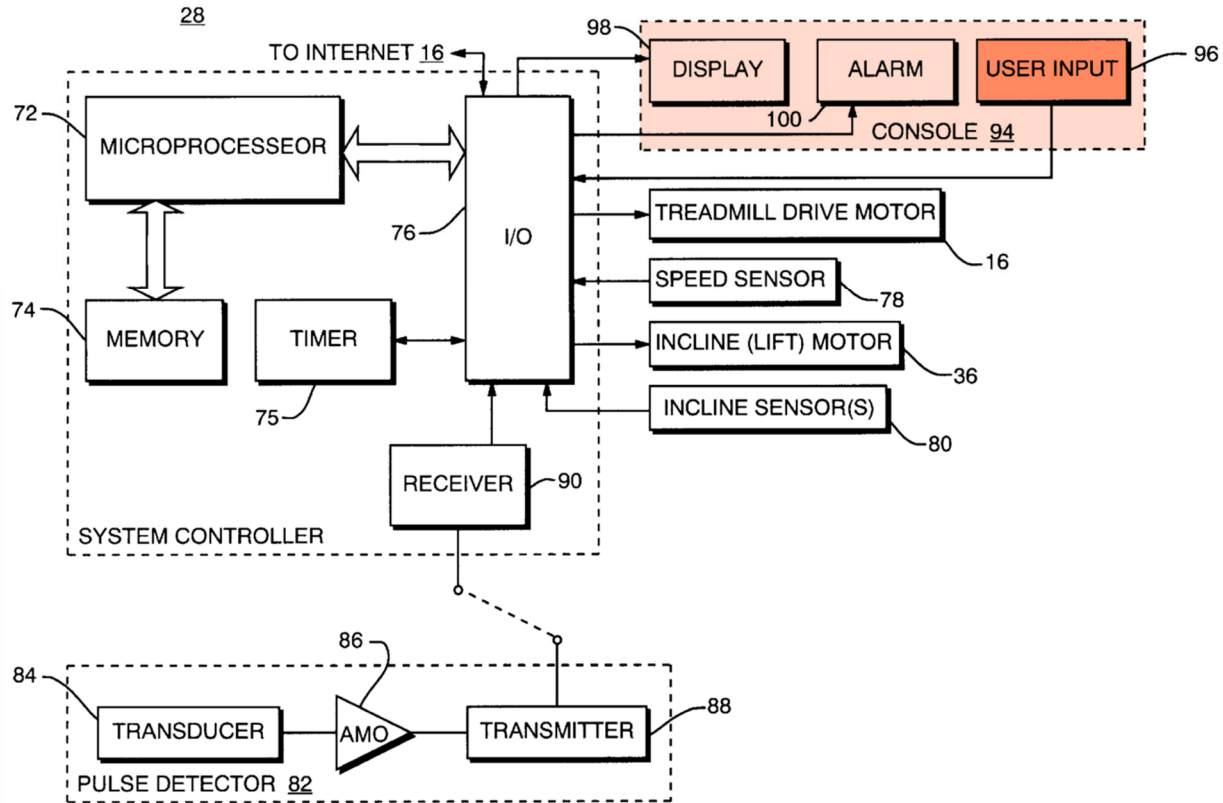 28
TO INTERNET 16
98
DISPLAY
ALARM
USER INPUT
96
100
CONSOLE 94
72
MICROPROCESSEOR
76
I/O
TREADMILL DRIVE MOTOR
16
SPEED SENSOR
78
74
MEMORY
TIMER
75
INCLINE (LIFT) MOTOR
36
INCLINE SENSOR(S)
80
RECEIVER
90
SYSTEM CONTROLLER
84
TRANSDUCER
86
AMO
TRANSMITTER
88
PULSE DETECTOR 82